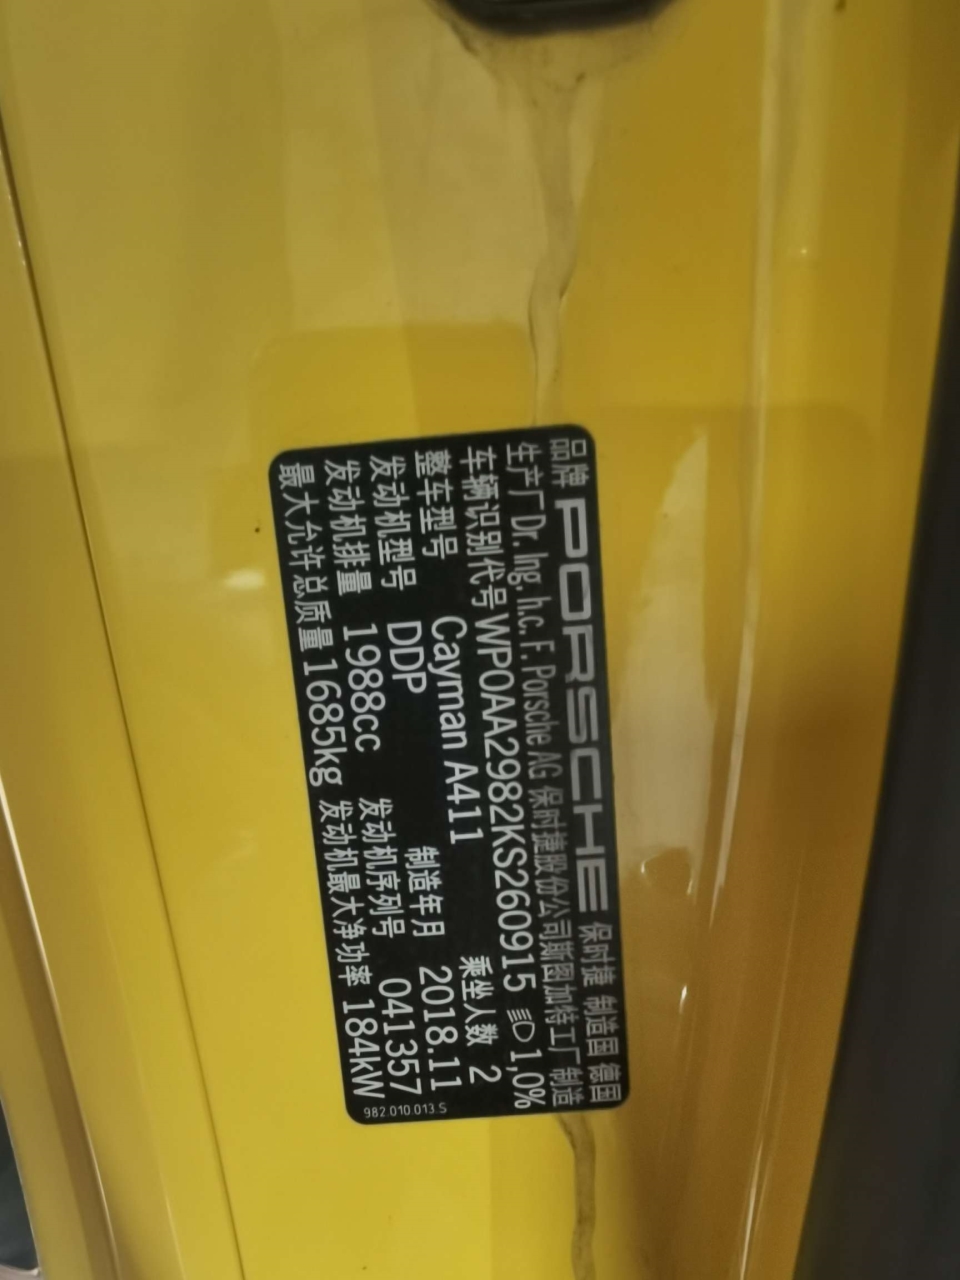 品牌 PORSCHE 保时捷 制造国 德国
生产厂 Dr. Ing. h.c. F. Porsche AG 保时捷股份公司斯图加特工厂制造
车辆识别代号 WP0AA2982KS260915 1,0%
整车型号 Cayman A411 乘坐人数 2
发动机型号 DDP 制造年月 2018.11
发动机排量 1988cc 发动机序列号 041357
最大允许总质量 1685kg 发动机最大净功率 184kW
982.010.013.S